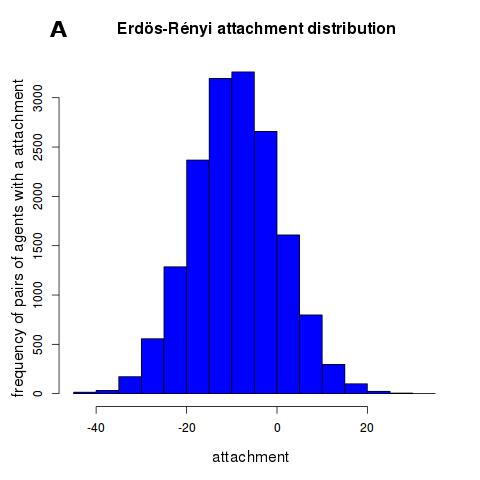 A
Erdös-Rényi attachment distribution
frequency of pairs of agents with a attachment
3000
2500
2000
1500
1000
500
0
-40 -20 0 20
attachment